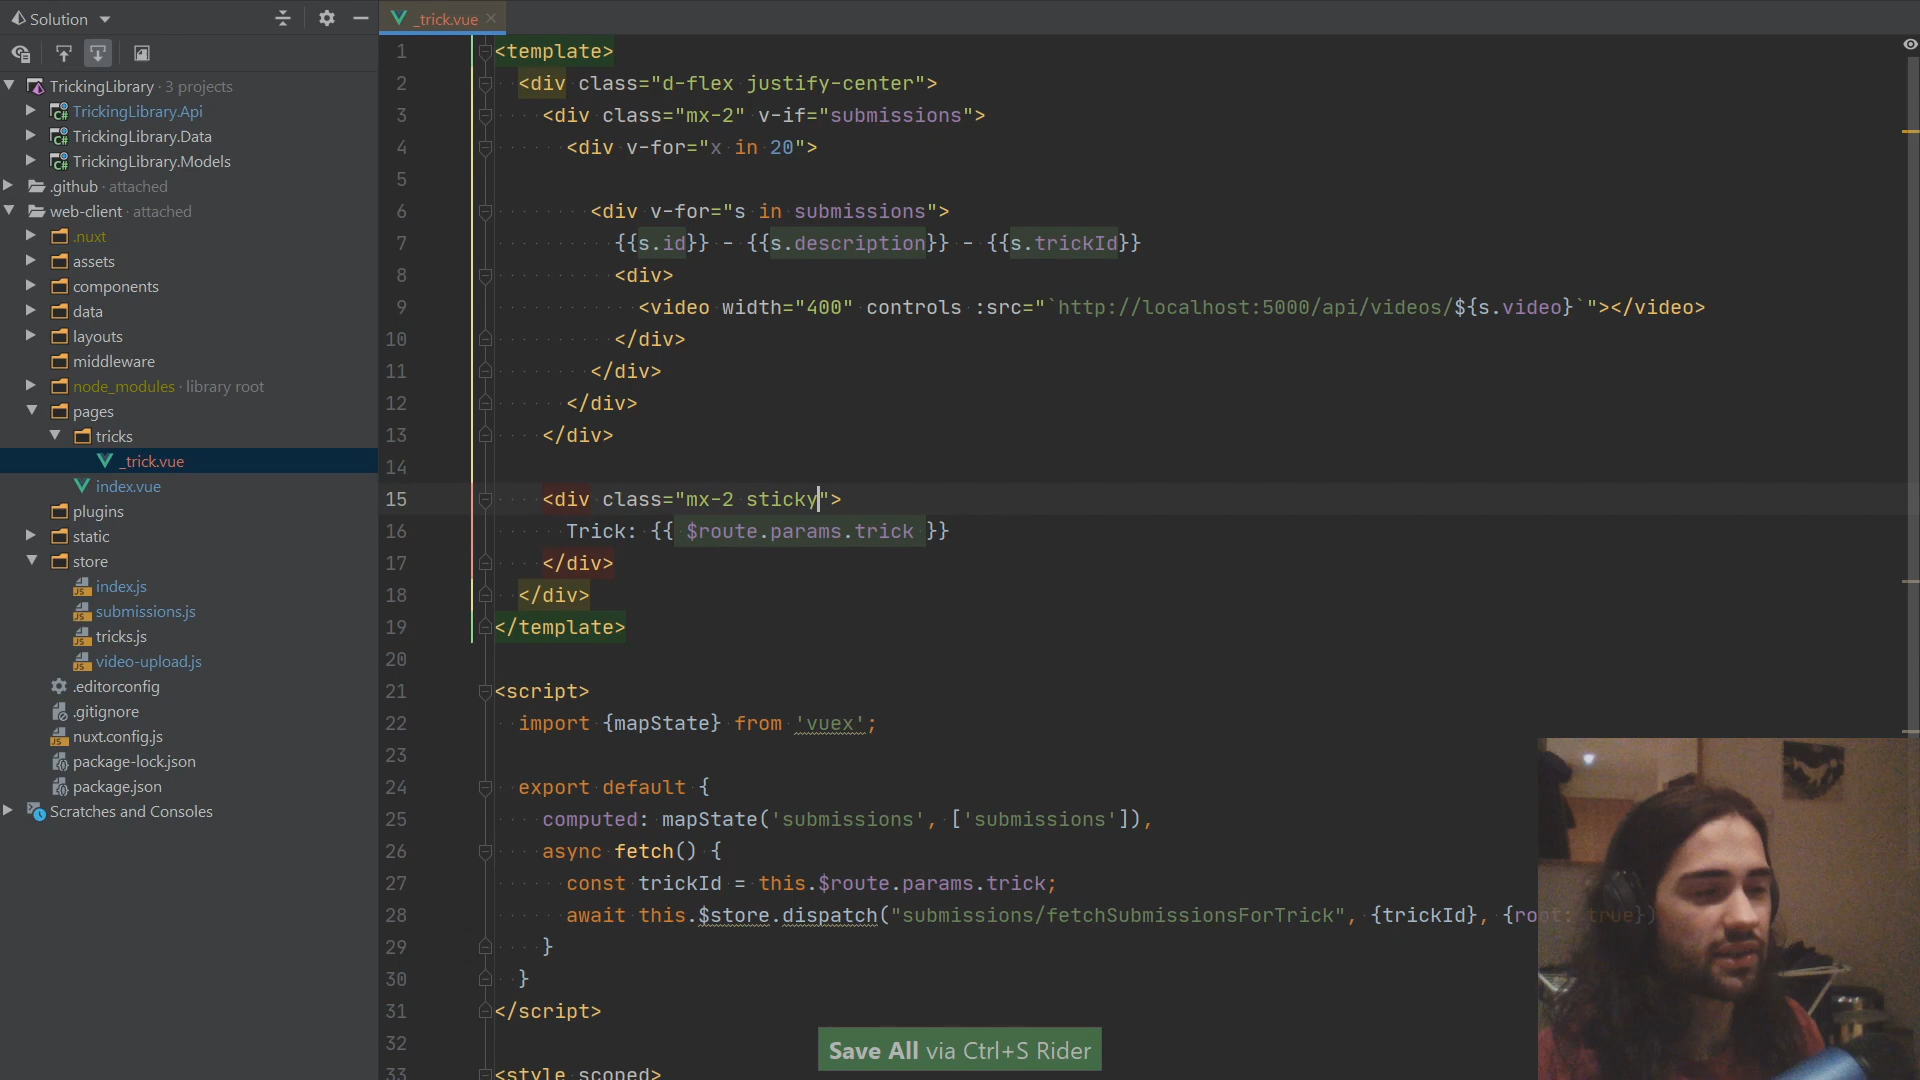 Solution
_trick.vue
TrickingLibrary · 3 projects
TrickingLibrary.Api
TrickingLibrary.Data
TrickingLibrary.Models
.github · attached
web-client · attached
.nuxt
assets
components
data
layouts
middleware
node_modules · library root
pages
tricks
_trick.vue
index.vue
plugins
static
store
index.js
submissions.js
tricks.js
video-upload.js
.editorconfig
.gitignore
nuxt.config.js
package-lock.json
package.json
Scratches and Consoles
1 <template>
2 <div class="d-flex justify-center">
3 <div class="mx-2" v-if="submissions">
4 <div v-for="x in 20">
5
6 <div v-for="s in submissions">
7 {{s.id}} - {{s.description}} - {{s.trickId}}
8 <div>
9 <video width="400" controls :src="`http://localhost:5000/api/videos/${s.video}`"></video>
10 </div>
11 </div>
12 </div>
13 </div>
14
15 <div class="mx-2 sticky">
16 Trick: {{ $route.params.trick }}
17 </div>
18 </div>
19 </template>
20
21 <script>
22 import {mapState} from 'vuex';
23
24 export default {
25 computed: mapState('submissions', ['submissions']),
26 async fetch() {
27 const trickId = this.$route.params.trick;
28 await this.$store.dispatch("submissions/fetchSubmissionsForTrick", {trickId}, {root: true})
29 }
30 }
31 </script>
32
33 <style scoped>
Save All via Ctrl+S Rider